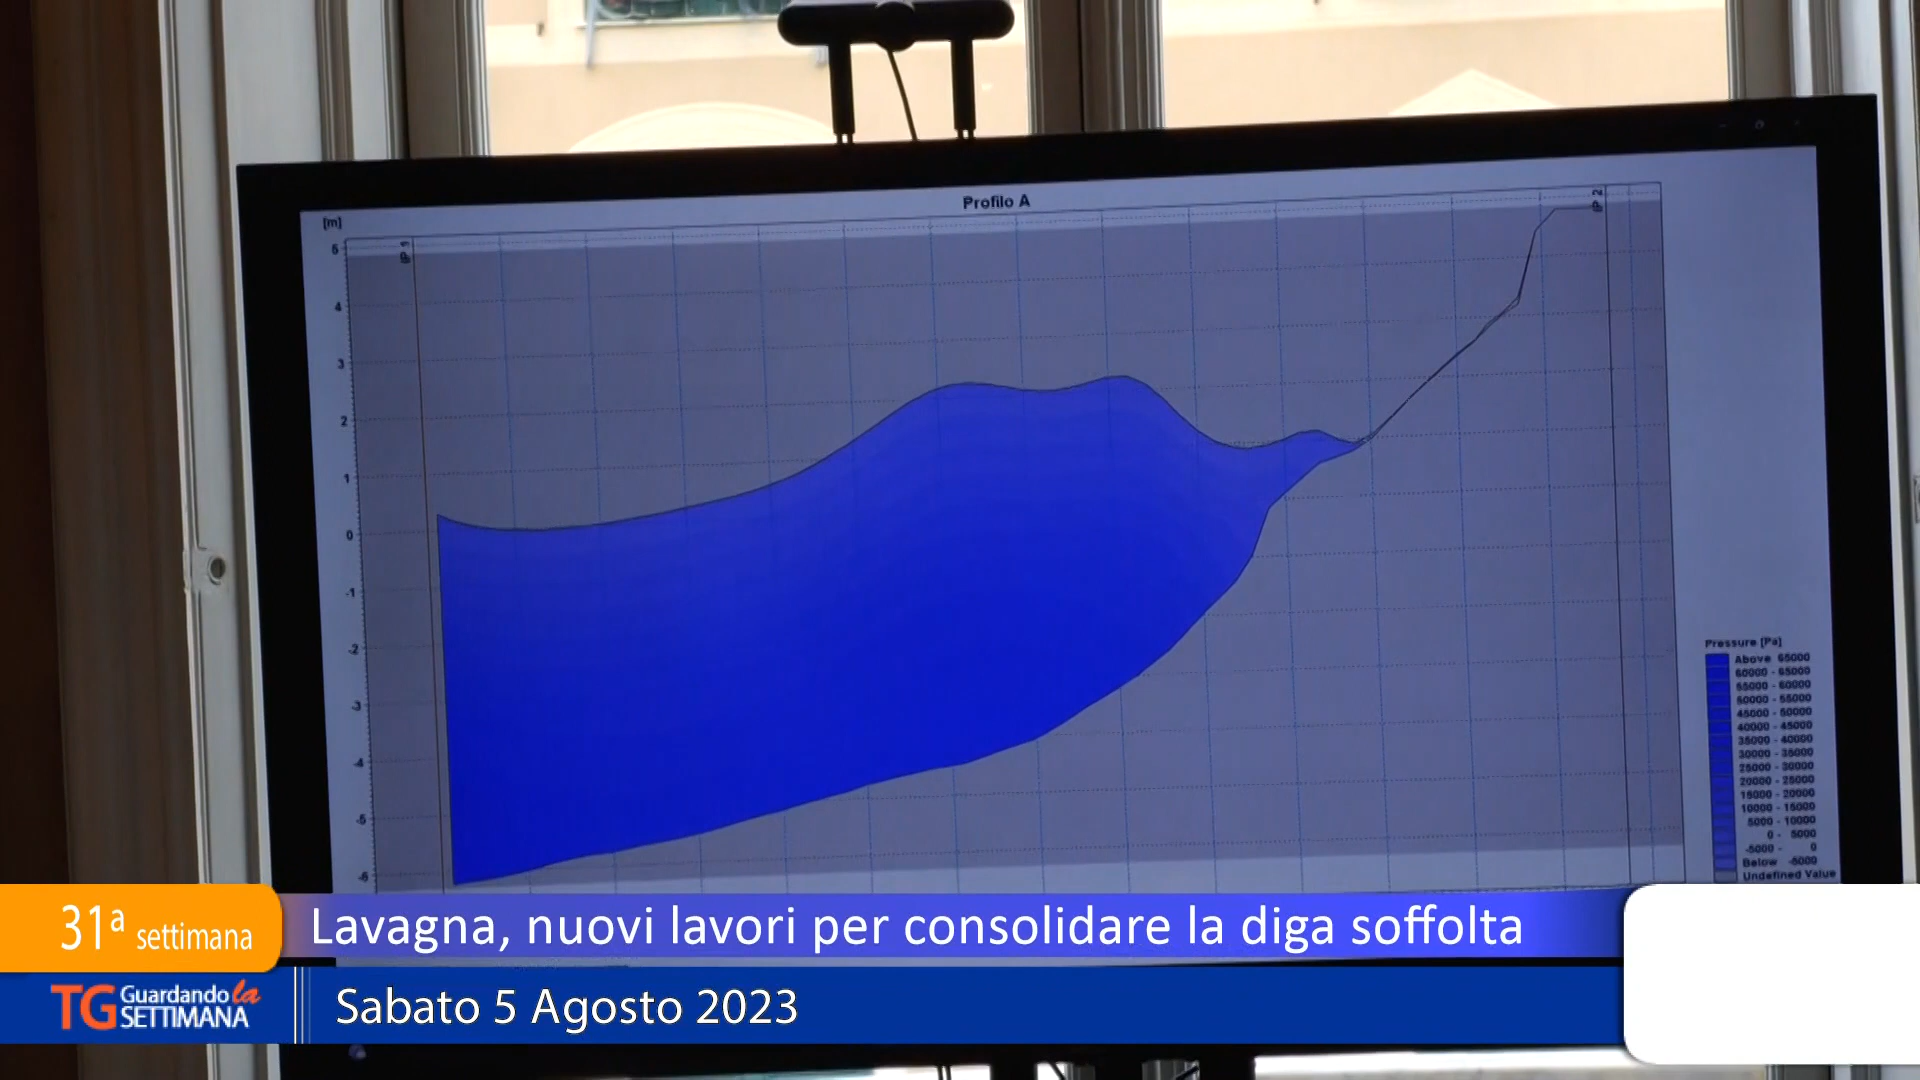 Profilo A
[m]
5
4
3
2
1
0
-1
-2
-3
-4
-5
-6
Pressure [Pa]
Above 65000
60000 - 65000
55000 - 60000
50000 - 55000
45000 - 50000
40000 - 45000
35000 - 40000
30000 - 35000
25000 - 30000
20000 - 25000
15000 - 20000
10000 - 15000
5000 - 10000
0 - 5000
-5000 - 0
Below -5000
Undefined Value
31ª settimana
Lavagna, nuovi lavori per consolidare la diga soffolta
TG Guardando la SETTIMANA
Sabato 5 Agosto 2023